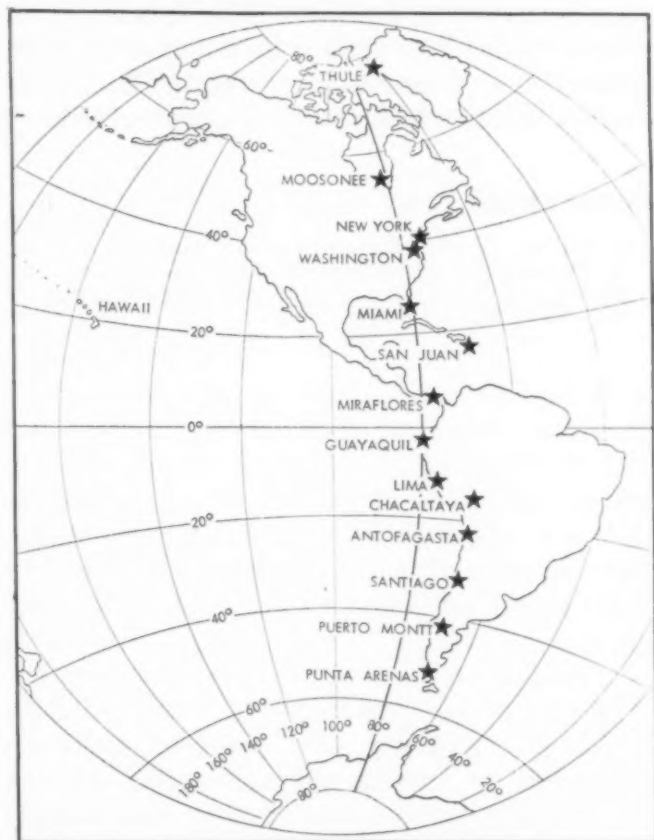 80°
THULE
60°
MOOSONEE
NEW YORK
40°
WASHINGTON
HAWAII
MIAMI
20°
SAN JUAN
MIRAFLORES
0°
GUAYAQUIL
LIMA
CHACALTAYA
20°
ANTOFAGASTA
SANTIAGO
40°
PUERTO MONTT
PUNTA ARENAS
60°
180° 160° 140° 120° 100° 80° 60° 40° 20°
80°